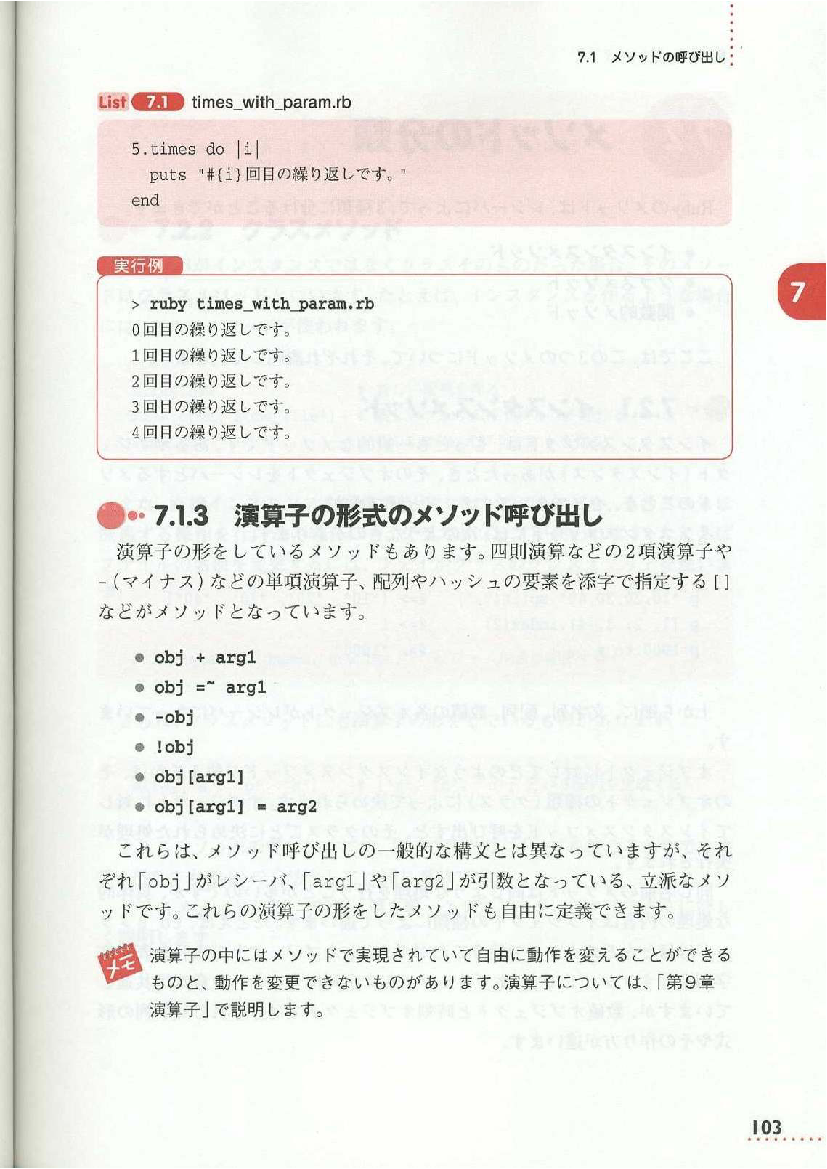 7.1 メソッドの呼び出し
List 7.1 times_with_param.rb
5.times do |i|
puts "#{i}回目の繰り返しです。"
end
実行例
> ruby times_with_param.rb
0回目の繰り返しです。
1回目の繰り返しです。
2回目の繰り返しです。
3回目の繰り返しです。
4回目の繰り返しです。
7
7.1.3 演算子の形式のメソッド呼び出し
演算子の形をしているメソッドもあります。四則演算などの2項演算子や
-(マイナス)などの単項演算子、配列やハッシュの要素を添字で指定する[]
などがメソッドとなっています。
● obj + arg1
● obj =~ arg1
● -obj
● !obj
● obj[arg1]
● obj[arg1] = arg2
これらは、メソッド呼び出しの一般的な構文とは異なっていますが、それ
ぞれ「obj」がレシーバ、「arg1」や「arg2」が引数となっている、立派なメソ
ッドです。これらの演算子の形をしたメソッドも自由に定義できます。
メモ 演算子の中にはメソッドで実現されていて自由に動作を変えることができる
ものと、動作を変更できないものがあります。演算子については、「第9章
演算子」で説明します。
103